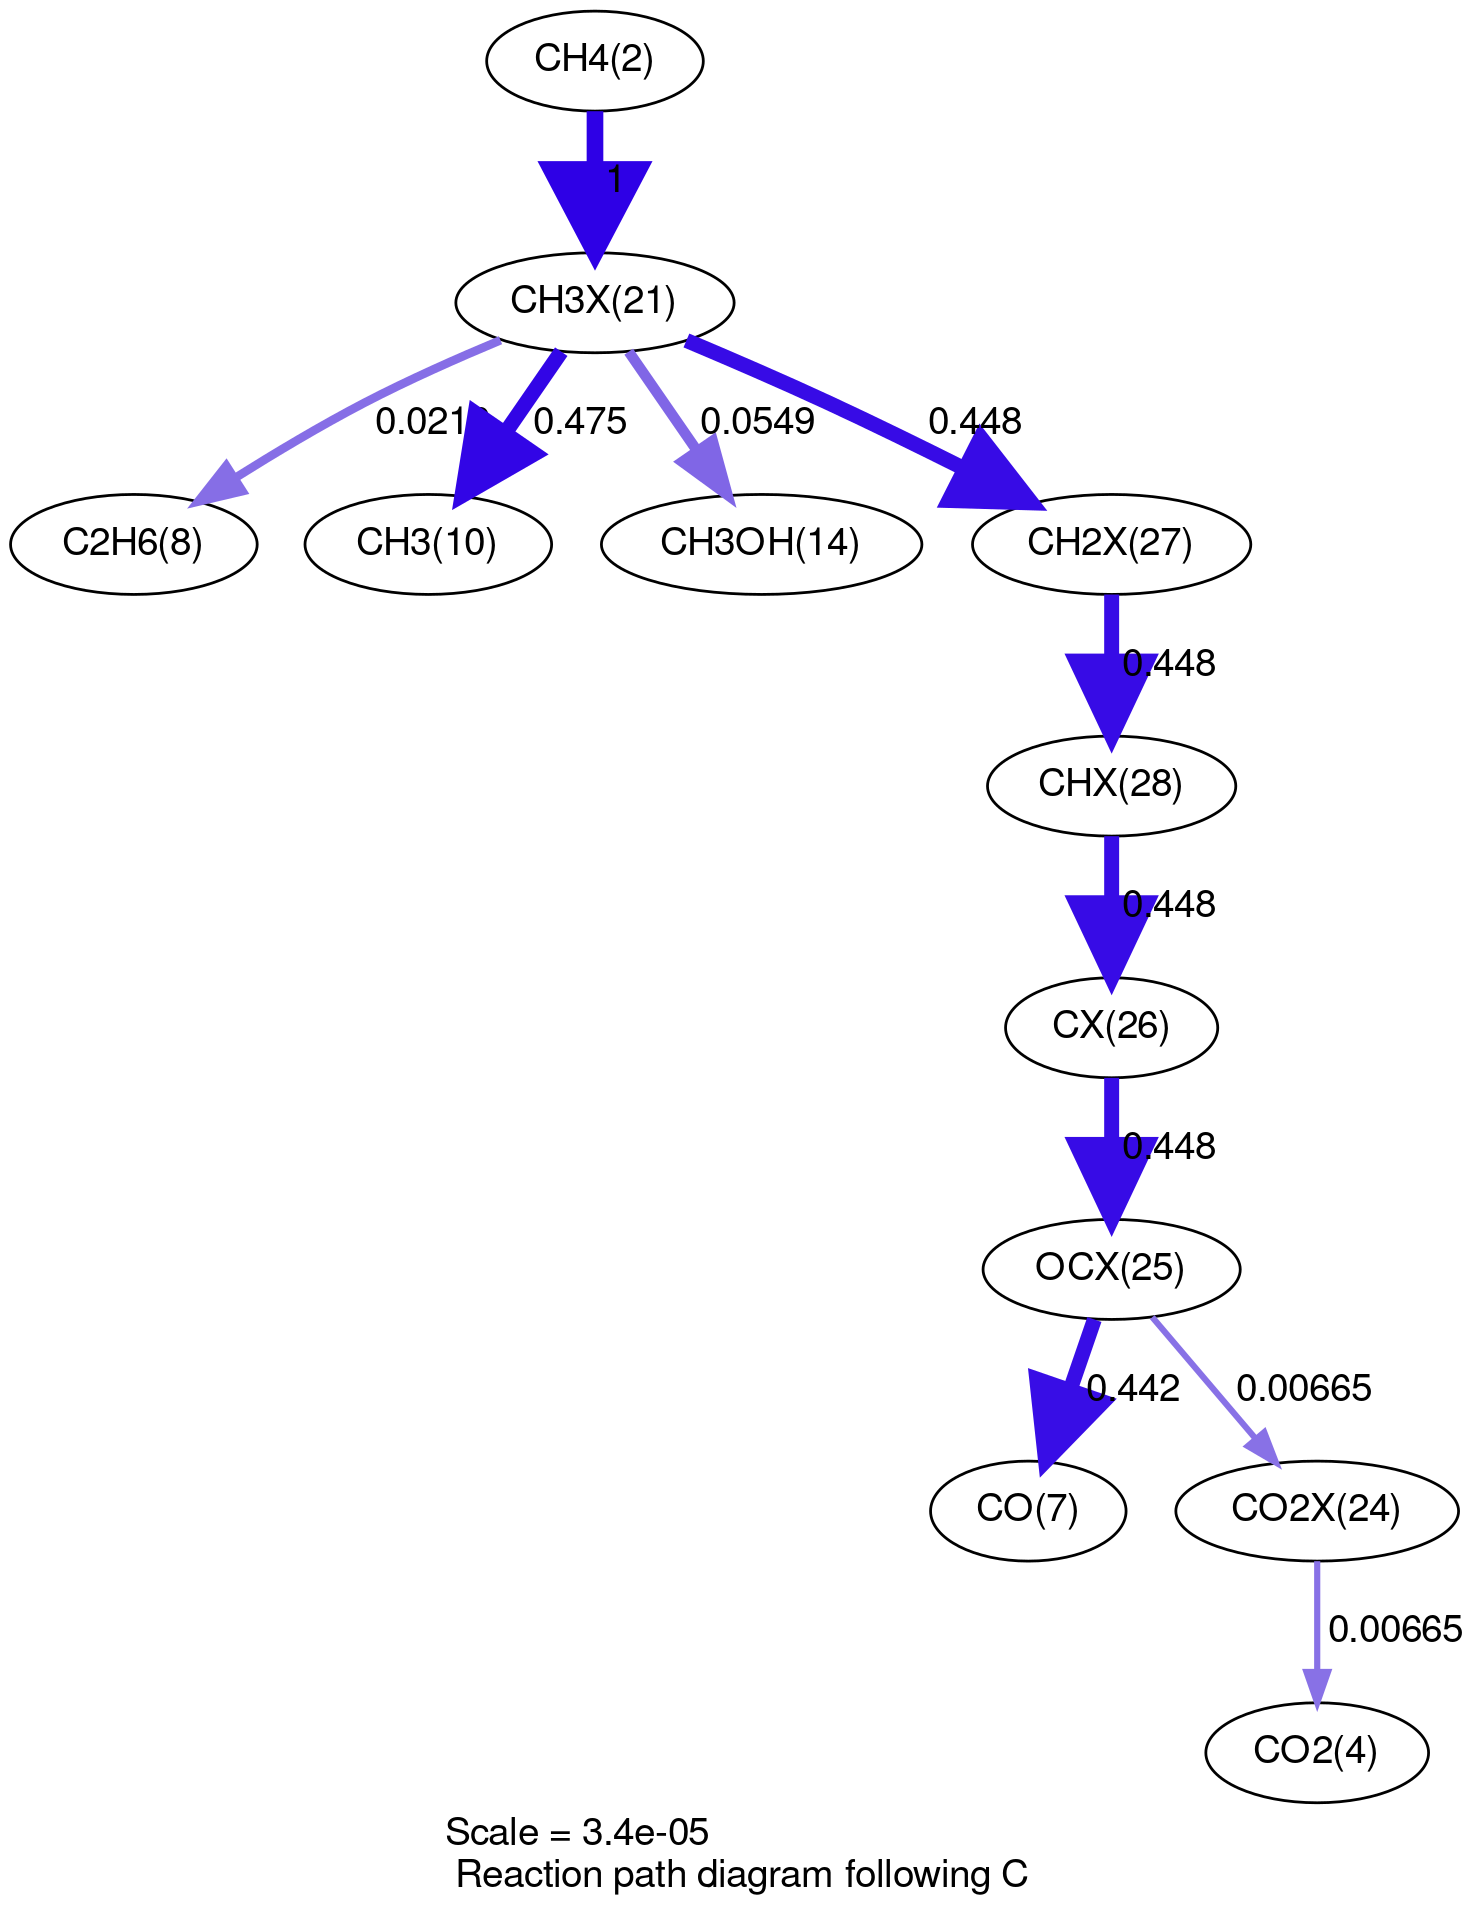 CH4(2)
1
CH3X(21)
0.475
0.0549
0.448
C2H6(8)
CH3(10)
CH3OH(14)
CH2X(27)
0.448
CHX(28)
0.448
CX(26)
0.448
OCX(25)
0.442
0.00665
CO(7)
CO2X(24)
0.00665
CO2(4)
Scale = 3.4e-05
Reaction path diagram following C